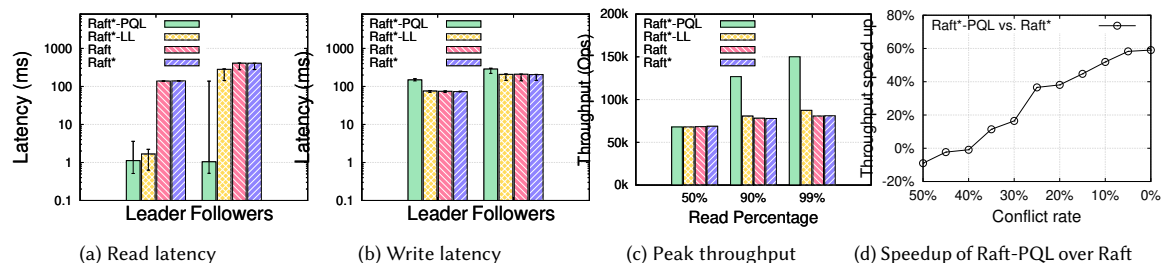 Raft*-PQL
Raft*-LL
Raft
Raft*
1000
100
10
1
0.1
Latency (ms)
Leader Followers
(a) Read latency
Raft*-PQL
Raft*-LL
Raft
Raft*
1000
100
10
1
0.1
Latency (ms)
Leader Followers
(b) Write latency
Raft*-PQL
Raft*-LL
Raft
Raft*
200k
150k
100k
50k
0k
Throughput (Ops)
50% 90% 99%
Read Percentage
(c) Peak throughput
Raft*-PQL vs. Raft*
80%
60%
40%
20%
0%
-20%
Throughput speed up
50% 40% 30% 20% 10% 0%
Conflict rate
(d) Speedup of Raft-PQL over Raft